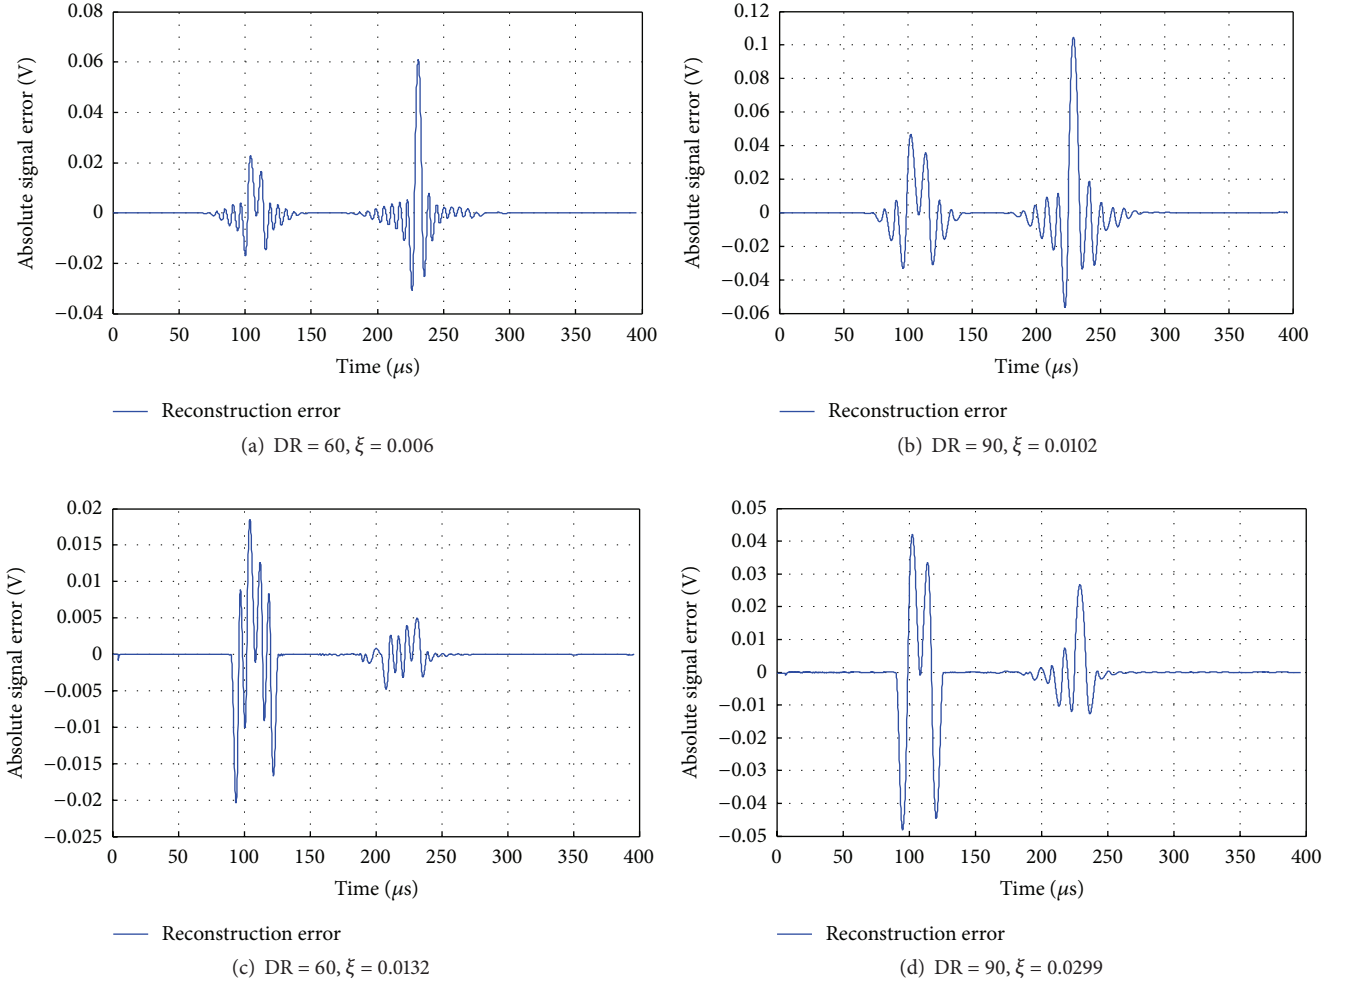 0.08
0.06
0.04
0.02
0
−0.02
−0.04
Absolute signal error (V)
0 50 100 150 200 250 300 350 400
Time (μs)
Reconstruction error
(a) DR = 60, ξ = 0.006
0.12
0.1
0.08
0.06
0.04
0.02
0
−0.02
−0.04
−0.06
Absolute signal error (V)
0 50 100 150 200 250 300 350 400
Time (μs)
Reconstruction error
(b) DR = 90, ξ = 0.0102
0.02
0.015
0.01
0.005
0
−0.005
−0.01
−0.015
−0.02
−0.025
Absolute signal error (V)
0 50 100 150 200 250 300 350 400
Time (μs)
Reconstruction error
(c) DR = 60, ξ = 0.0132
0.05
0.04
0.03
0.02
0.01
0
−0.01
−0.02
−0.03
−0.04
−0.05
Absolute signal error (V)
0 50 100 150 200 250 300 350 400
Time (μs)
Reconstruction error
(d) DR = 90, ξ = 0.0299